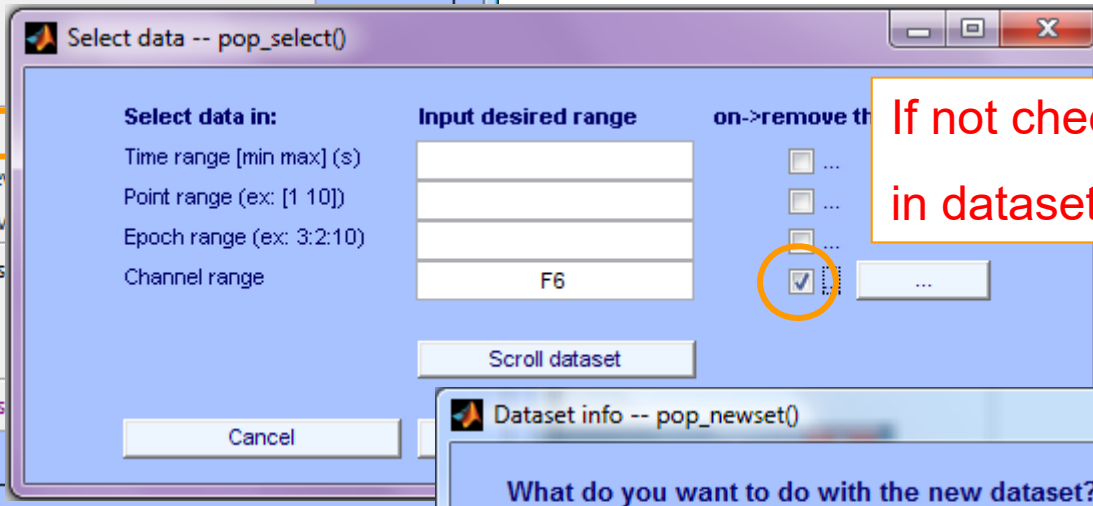 Select data -- pop_select()
Select data in: Input desired range on->remove th
If not che
in dataset
Time range [min max] (s) ...
Point range (ex: [1 10]) ...
Epoch range (ex: 3:2:10) ...
Channel range F6 ...
Scroll dataset
Cancel
Dataset info -- pop_newset()
What do you want to do with the new dataset?